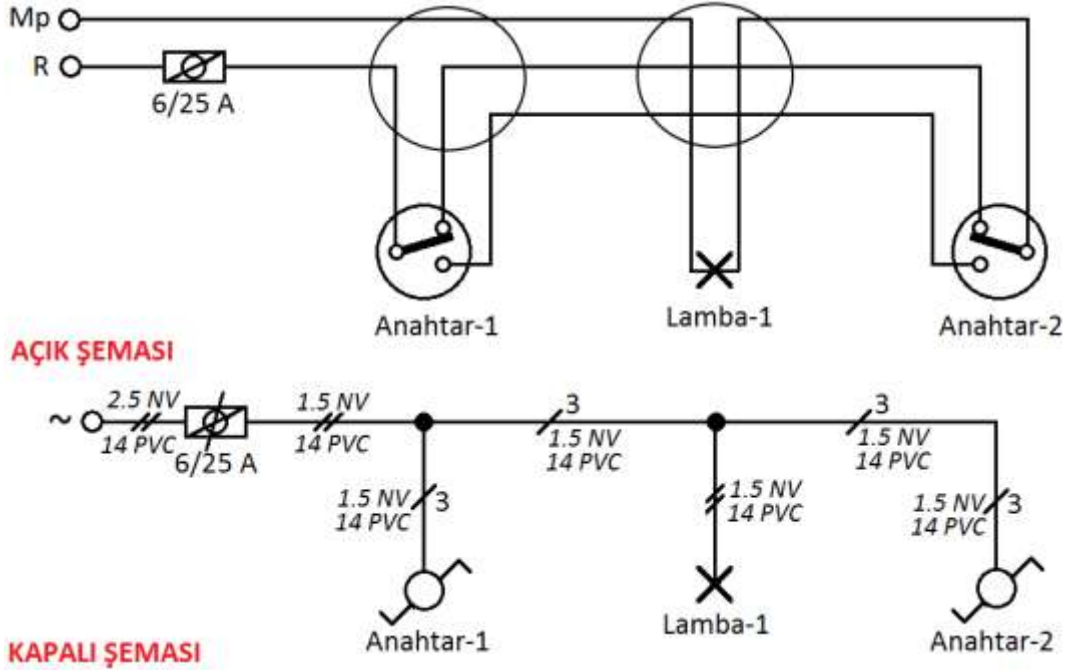 Mp
R
6/25 A
Anahtar-1
Lamba-1
Anahtar-2
AÇIK ŞEMASI
~
2.5 NV
14 PVC
6/25 A
1.5 NV
14 PVC
3
1.5 NV
14 PVC
3
1.5 NV
14 PVC
1.5 NV
14 PVC
3
1.5 NV
14 PVC
1.5 NV
14 PVC
3
Anahtar-1
Lamba-1
Anahtar-2
KAPALI ŞEMASI